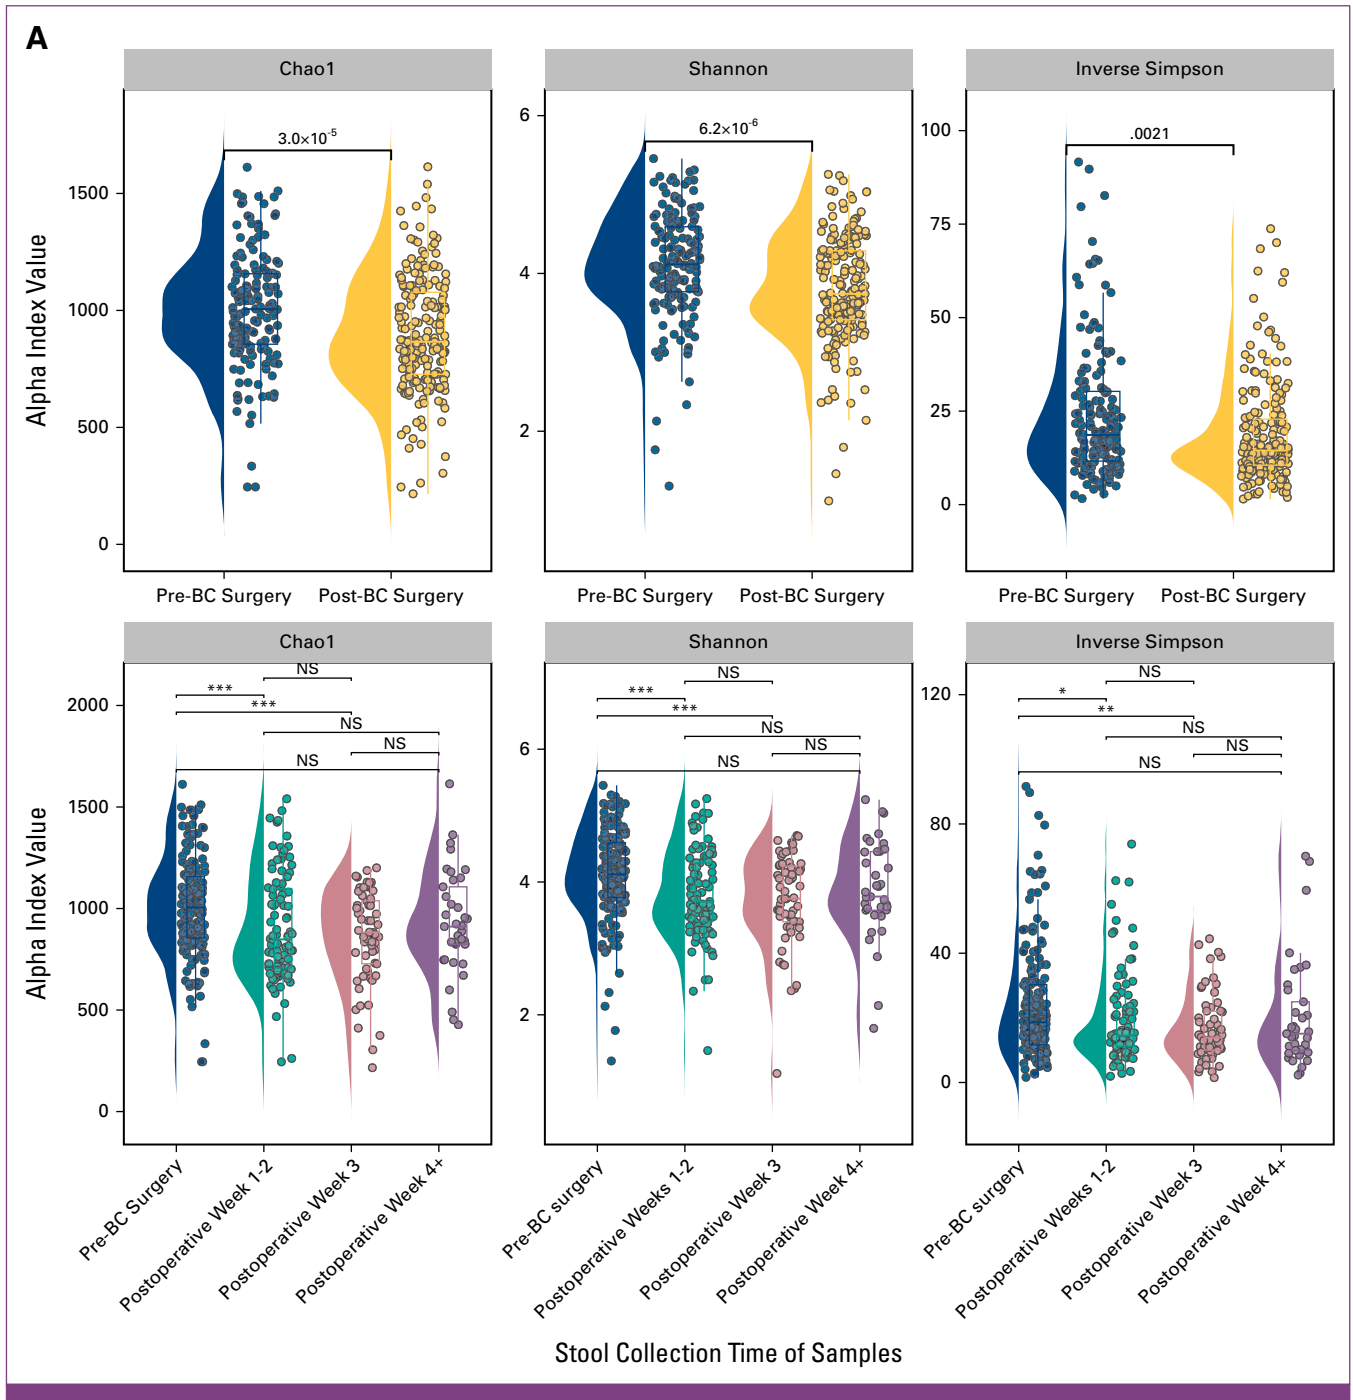 A
Chao1
Shannon
Inverse Simpson
Alpha Index Value
1500
1000
500
0
3.0×10-5
Pre-BC Surgery
Post-BC Surgery
6
4
2
6.2×10-6
Pre-BC Surgery
Post-BC Surgery
100
75
50
25
0
.0021
Pre-BC Surgery
Post-BC Surgery
Chao1
Shannon
Inverse Simpson
Alpha Index Value
2000
1500
1000
500
0
NS
***
***
NS
NS
NS
Pre-BC Surgery
Postoperative Week 1-2
Postoperative Week 3
Postoperative Week 4+
6
4
2
NS
***
***
NS
NS
NS
Pre-BC surgery
Postoperative Weeks 1-2
Postoperative Week 3
Postoperative Week 4+
120
80
40
0
NS
*
**
NS
NS
NS
Pre-BC surgery
Postoperative Weeks 1-2
Postoperative Week 3
Postoperative Week 4+
Stool Collection Time of Samples